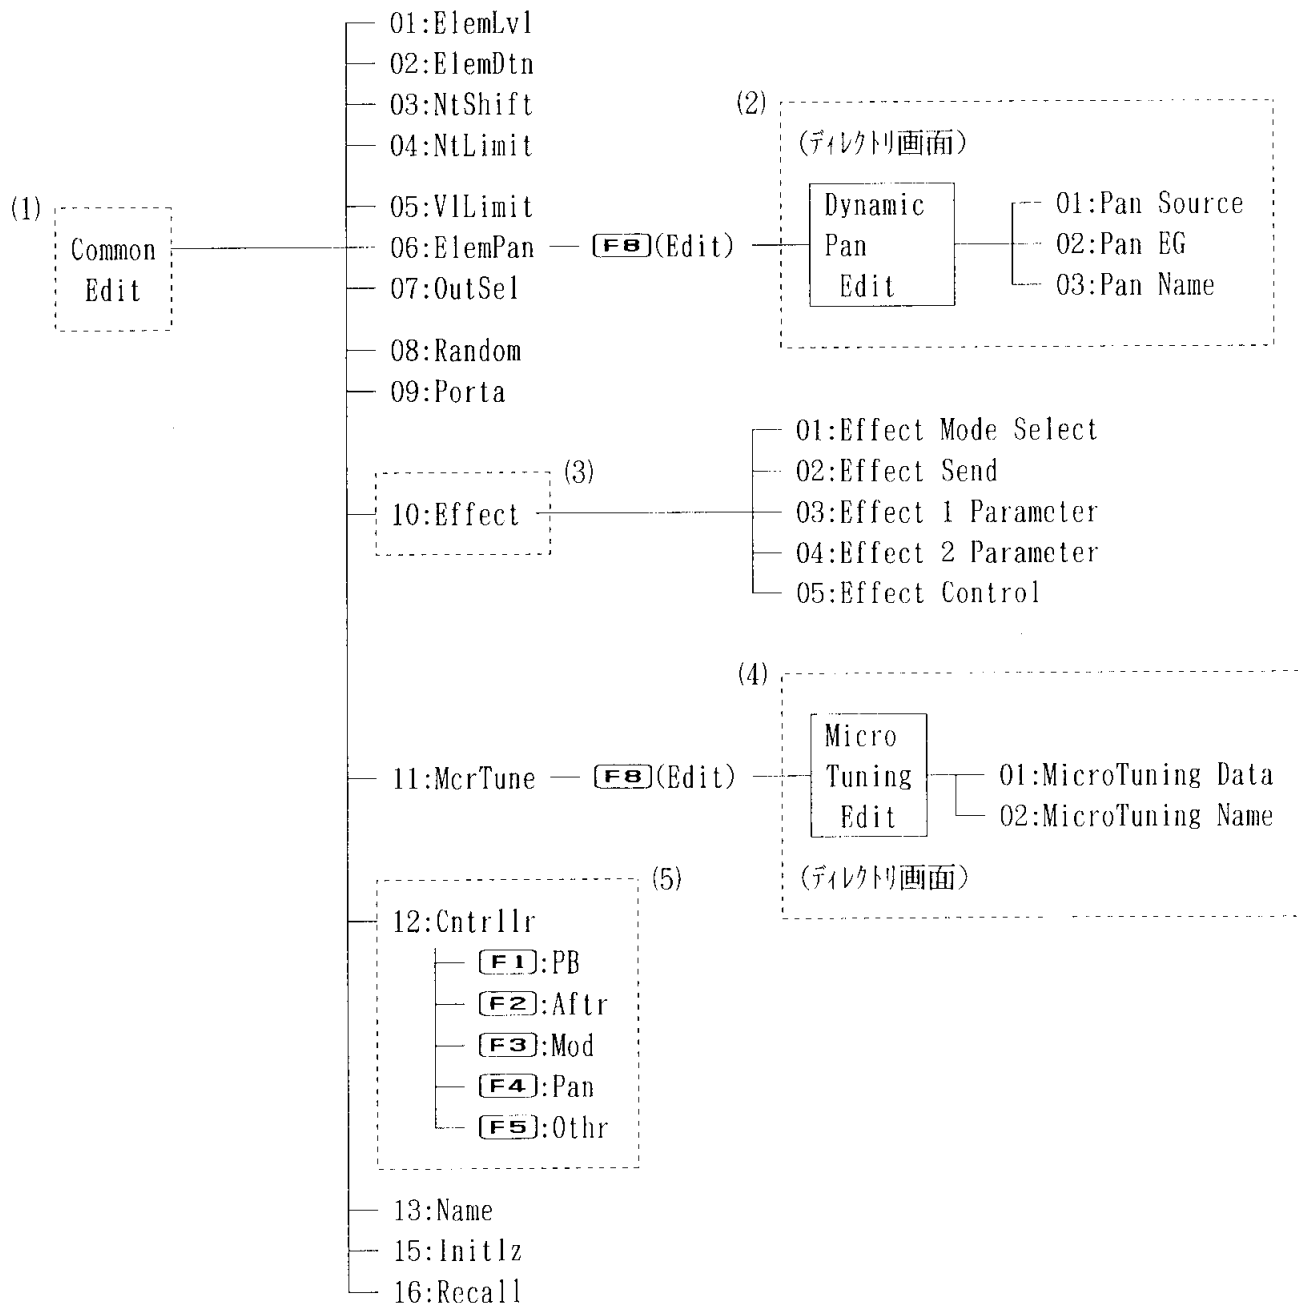 01:ElemLvl
02:ElemDtn
03:NtShift
04:NtLimit
05:VlLimit
06:ElemPan
F8(Edit)
07:OutSel
08:Random
09:Porta
(1)
Common
Edit
(2)
(ディレクトリ画面)
Dynamic
Pan
Edit
01:Pan Source
02:Pan EG
03:Pan Name
(3)
10:Effect
01:Effect Mode Select
02:Effect Send
03:Effect 1 Parameter
04:Effect 2 Parameter
05:Effect Control
(4)
11:McrTune
F8(Edit)
Micro
Tuning
Edit
01:MicroTuning Data
02:MicroTuning Name
(ディレクトリ画面)
(5)
12:Cntrllr
F1:PB
F2:Aftr
F3:Mod
F4:Pan
F5:Othr
13:Name
15:Initlz
16:Recall